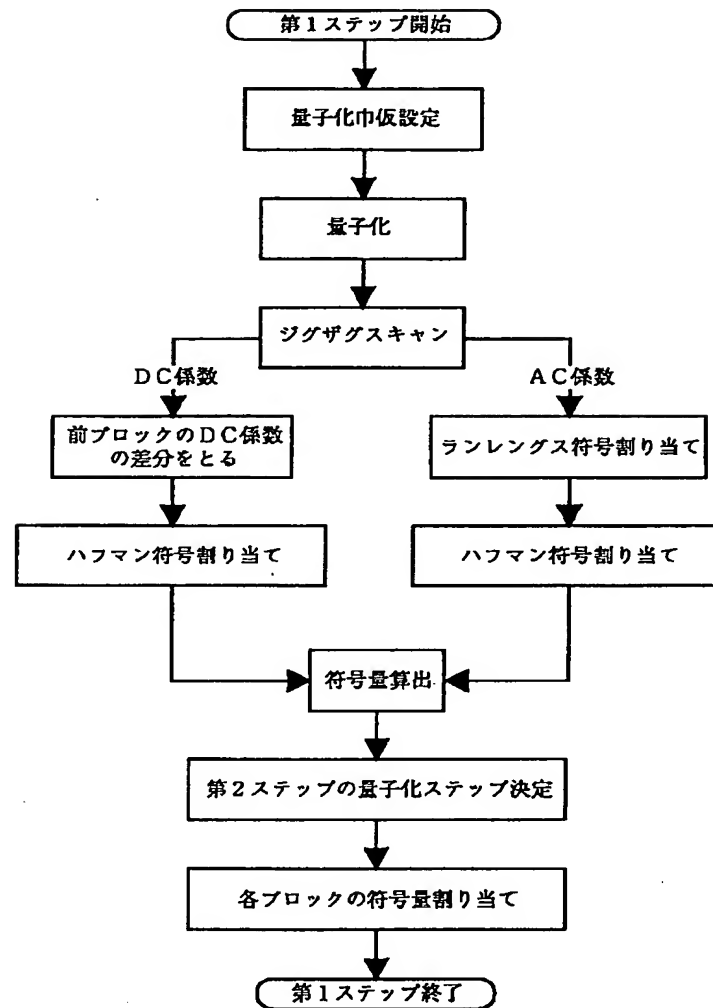 第1ステップ開始
量子化巾仮設定
量子化
ジグザグスキャン
DC係数
AC係数
前ブロックのDC係数
の差分をとる
ランレングス符号割り当て
ハフマン符号割り当て
ハフマン符号割り当て
符号量算出
第2ステップの量子化ステップ決定
各ブロックの符号量割り当て
第1ステップ終了